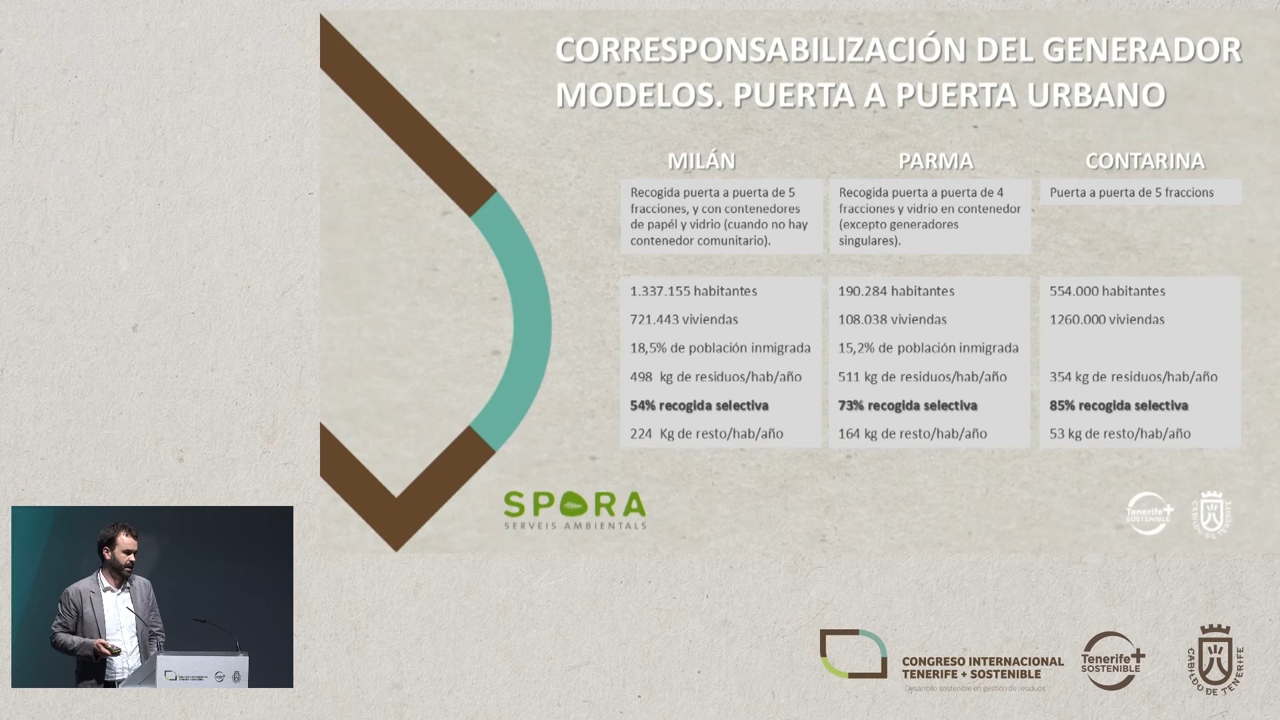 CORRESPONSABILIZACIÓN DEL GENERADOR
MODELOS. PUERTA A PUERTA URBANO
MILÁN
Recogida puerta a puerta de 5
fracciones, y con contenedores
de papél y vidrio (cuando no hay
contenedor comunitario).
1.337.155 habitantes
721.443 viviendas
18,5% de población inmigrada
498 kg de residuos/hab/año
54% recogida selectiva
224 Kg de resto/hab/año
PARMA
Recogida puerta a puerta de 4
fracciones y vidrio en contenedor
(excepto generadores
singulares).
190.284 habitantes
108.038 viviendas
15,2% de población inmigrada
511 kg de residuos/hab/año
73% recogida selectiva
164 kg de resto/hab/año
CONTARINA
Puerta a puerta de 5 fraccions
554.000 habitantes
1260.000 viviendas
354 kg de residuos/hab/año
85% recogida selectiva
53 kg de resto/hab/año
SPORA
SERVEIS AMBIENTALS
Tenerife+
SOSTENIBLE
CABILDO DE TENERIFE
CONGRESO INTERNACIONAL
TENERIFE + SOSTENIBLE
Desarrollo sostenible en gestión de residuos
Tenerife+
SOSTENIBLE
CABILDO DE TENERIFE